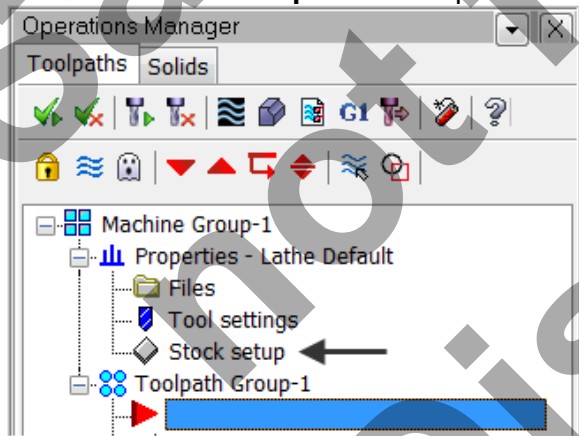 Operations Manager
Toolpaths Solids
G1
Machine Group-1
Properties - Lathe Default
Files
Tool settings
Stock setup
Toolpath Group-1